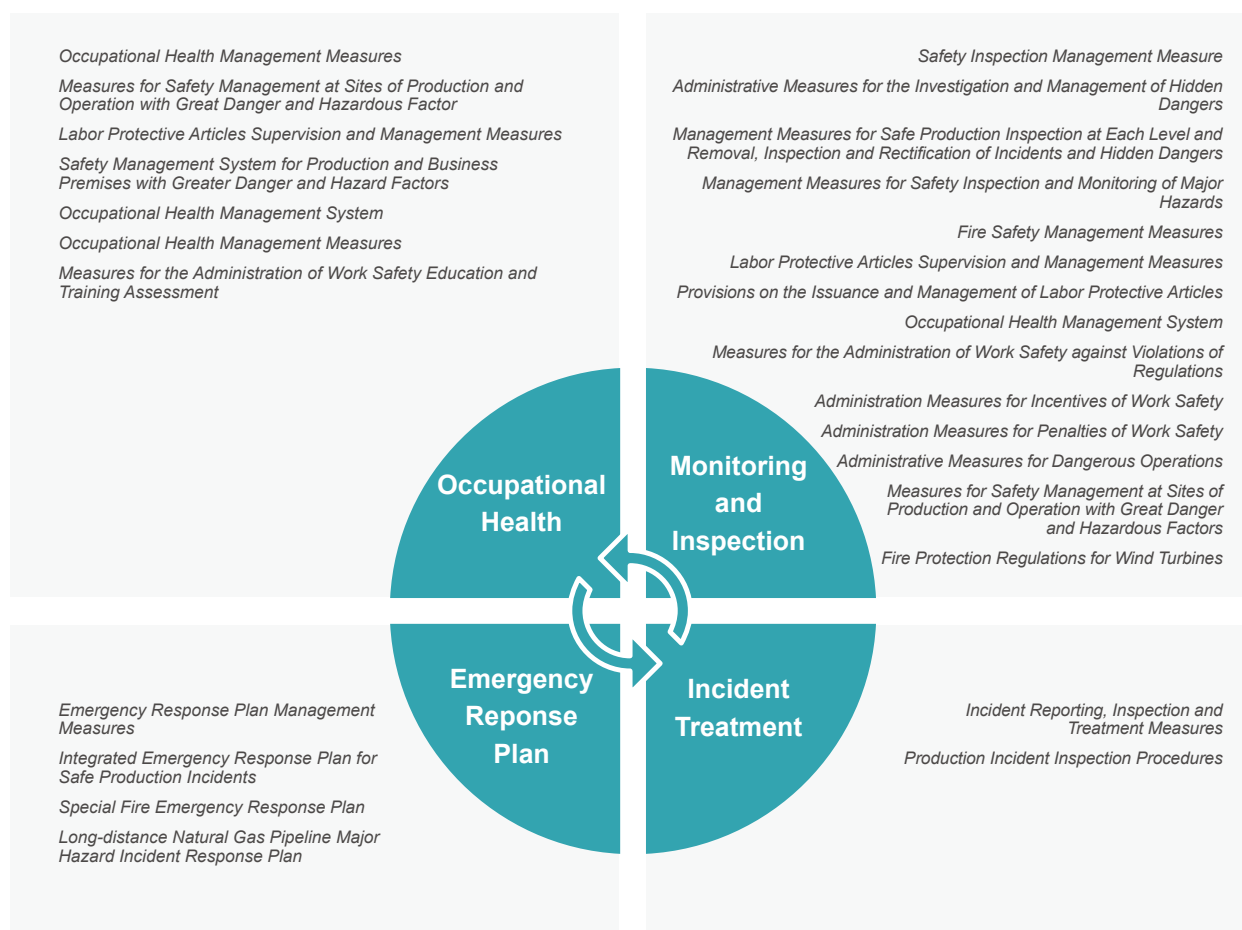 Occupational Health Management Measures
Measures for Safety Management at Sites of Production and
Operation with Great Danger and Hazardous Factor
Labor Protective Articles Supervision and Management Measures
Safety Management System for Production and Business
Premises with Greater Danger and Hazard Factors
Occupational Health Management System
Occupational Health Management Measures
Measures for the Administration of Work Safety Education and
Training Assessment
Occupational
Health
Safety Inspection Management Measure
Administrative Measures for the Investigation and Management of Hidden
Dangers
Management Measures for Safe Production Inspection at Each Level and
Removal, Inspection and Rectification of Incidents and Hidden Dangers
Management Measures for Safety Inspection and Monitoring of Major
Hazards
Fire Safety Management Measures
Labor Protective Articles Supervision and Management Measures
Provisions on the Issuance and Management of Labor Protective Articles
Occupational Health Management System
Measures for the Administration of Work Safety against Violations of
Regulations
Administration Measures for Incentives of Work Safety
Administration Measures for Penalties of Work Safety
Administrative Measures for Dangerous Operations
Measures for Safety Management at Sites of
Production and Operation with Great Danger
and Hazardous Factors
Fire Protection Regulations for Wind Turbines
Monitoring
and
Inspection
Emergency
Reponse
Plan
Emergency Response Plan Management
Measures
Integrated Emergency Response Plan for
Safe Production Incidents
Special Fire Emergency Response Plan
Long-distance Natural Gas Pipeline Major
Hazard Incident Response Plan
Incident
Treatment
Incident Reporting, Inspection and
Treatment Measures
Production Incident Inspection Procedures